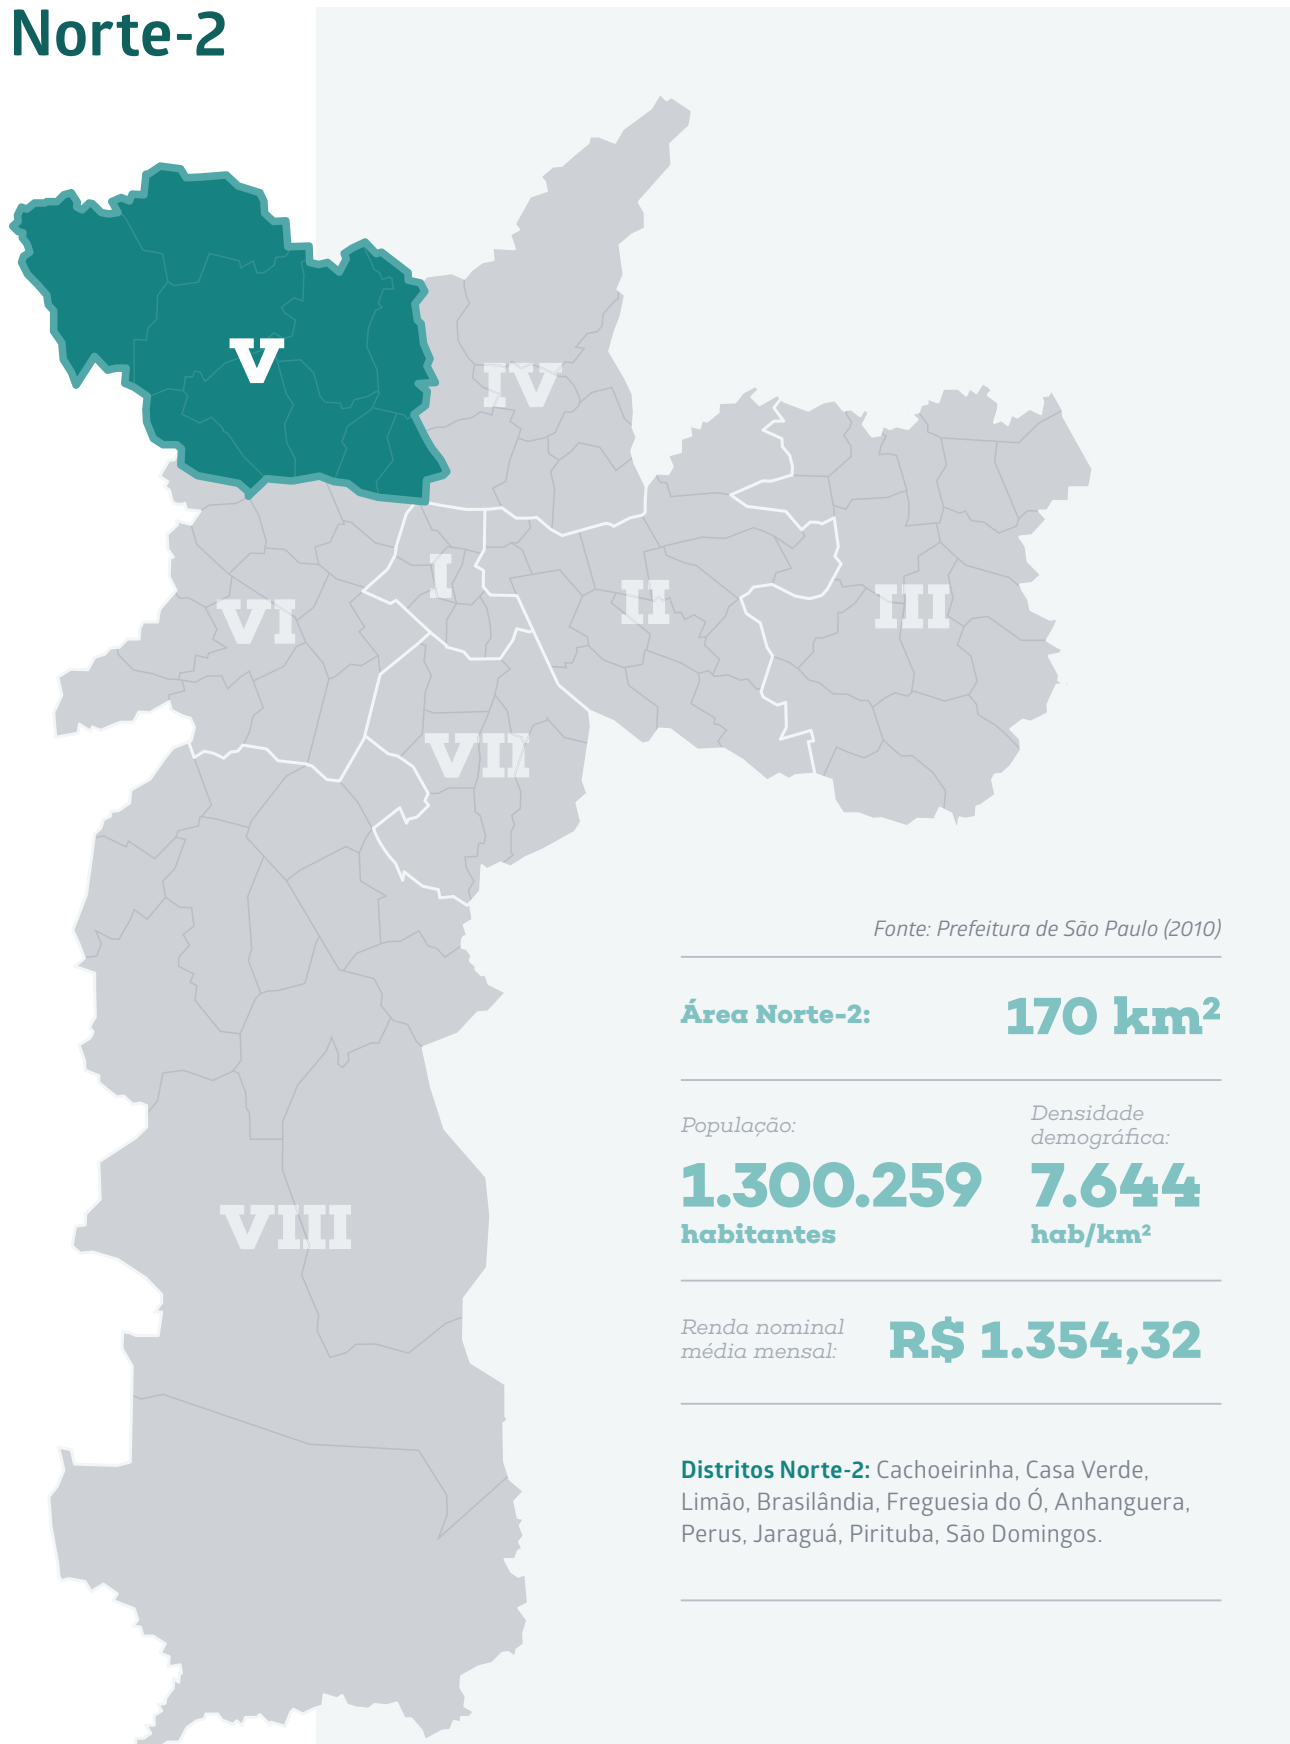 Norte-2
V
IV
I
II
III
VI
VII
VIII
Fonte: Prefeitura de São Paulo (2010)
Área Norte-2:
170 km²
População:
1.300.259
habitantes
Densidade
demográfica:
7.644
hab/km²
Renda nominal
média mensal:
R$ 1.354,32
Distritos Norte-2: Cachoeirinha, Casa Verde,
Limão, Brasilândia, Freguesia do Ó, Anhanguera,
Perus, Jaraguá, Pirituba, São Domingos.